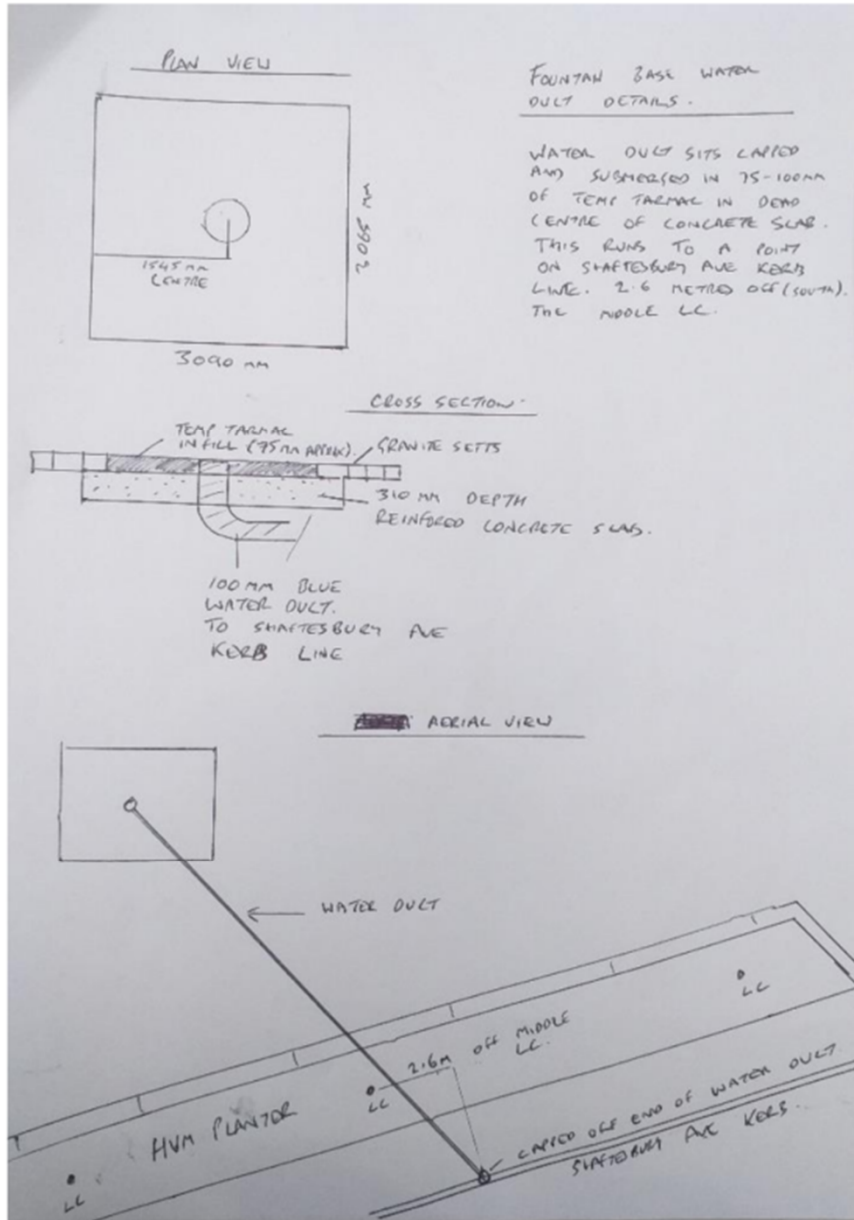 PLAN VIEW
1545 MM
CENTRE
3065 MM
3090 MM
FOUNTAN BASE WATER
DUCT DETAILS.
WATER DUCT SITS CAPPED
AND SUBMERSED IN 75-100MM
OF TEMP TARMAC IN DEAD
CENTRE OF CONCRETE SLAB.
THIS RUNS TO A POINT
ON SHAFTESBURY AVE KERB
LINE. 2.6 METRES OFF (SOUTH).
THE MIDDLE LC.
CROSS SECTION
TEMP TARMAC
INFILL (75MM APPROX).
GRANITE SETTS
310 MM DEPTH
REINFORED CONCRETE SLAB.
100 MM BLUE
WATER DUCT.
TO SHAFTESBURY AVE
KERB LINE
AERIAL VIEW
WATER DUCT
2.6M OFF MIDDLE
LC.
LC
LC
LC
HVM PLANTER
CAPPED OFF END OF WATER DUCT.
SHAFTESBURY AVE KERB.